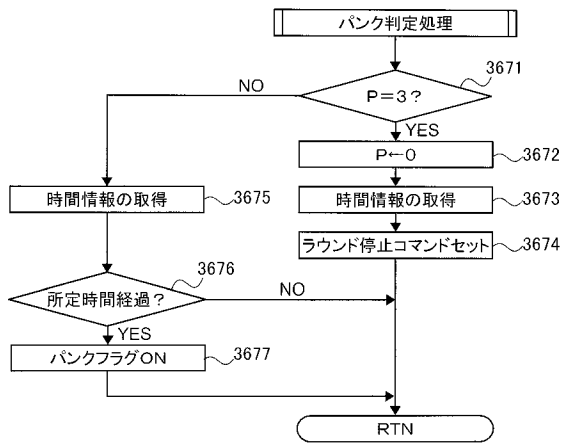 パンク判定処理
3671
P=3?
NO
YES
P←0
3672
時間情報の取得
3675
時間情報の取得
3673
ラウンド停止コマンドセット
3674
3676
所定時間経過?
NO
YES
パンクフラグON
3677
RTN